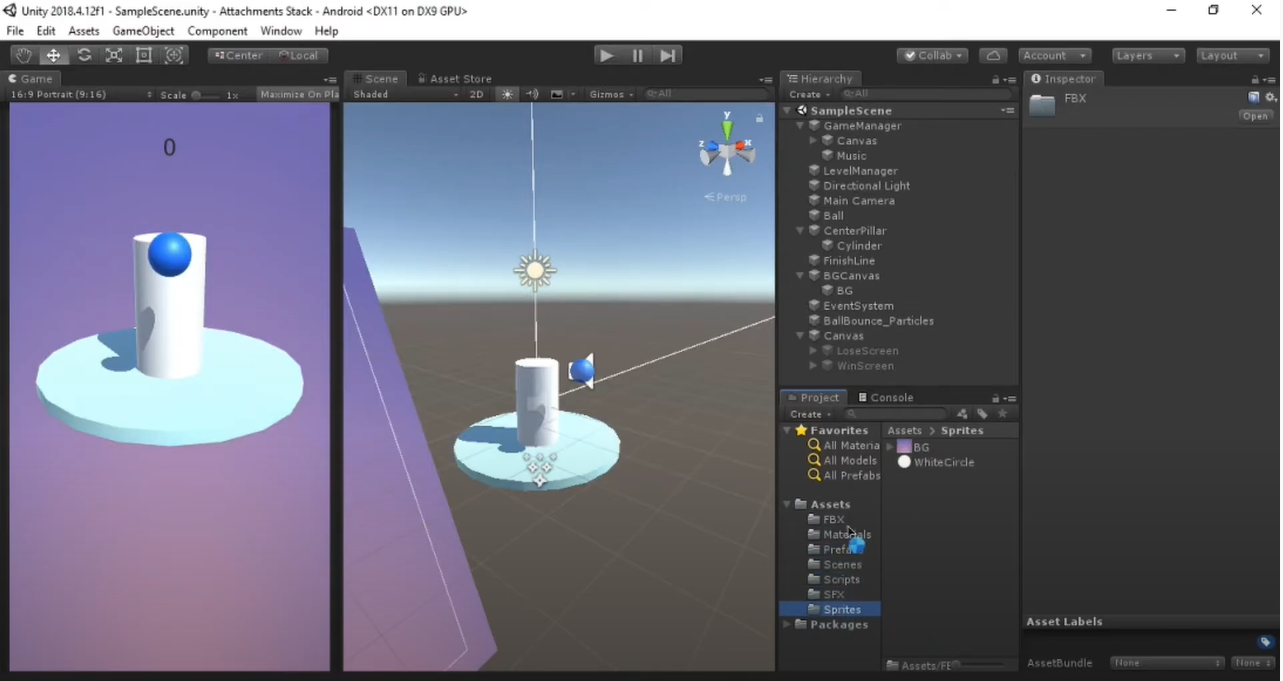 Unity 2018.4.12f1 - SampleScene.unity - Attachments Stack - Android <DX11 on DX9 GPU>
File Edit Assets GameObject Component Window Help
Center Local Collab Account Layers Layout
Game Scene Asset Store Hierarchy Inspector
16:9 Portrait (9:16) Scale 1x Maximize On Pla Shaded 2D Gizmos All Create All
FBX
Open
0
y
z x
Persp
SampleScene
GameManager
Canvas
Music
LevelManager
Directional Light
Main Camera
Ball
CenterPillar
Cylinder
FinishLine
BGCanvas
BG
EventSystem
BallBounce_Particles
Canvas
LoseScreen
WinScreen
Project Console
Create
Favorites
All Materia
All Models
All Prefabs
Assets
FBX
Materials
Prefa
Scenes
Scripts
SFX
Sprites
Packages
Assets > Sprites
BG
WhiteCircle
Assets/FB
Asset Labels
AssetBundle None None